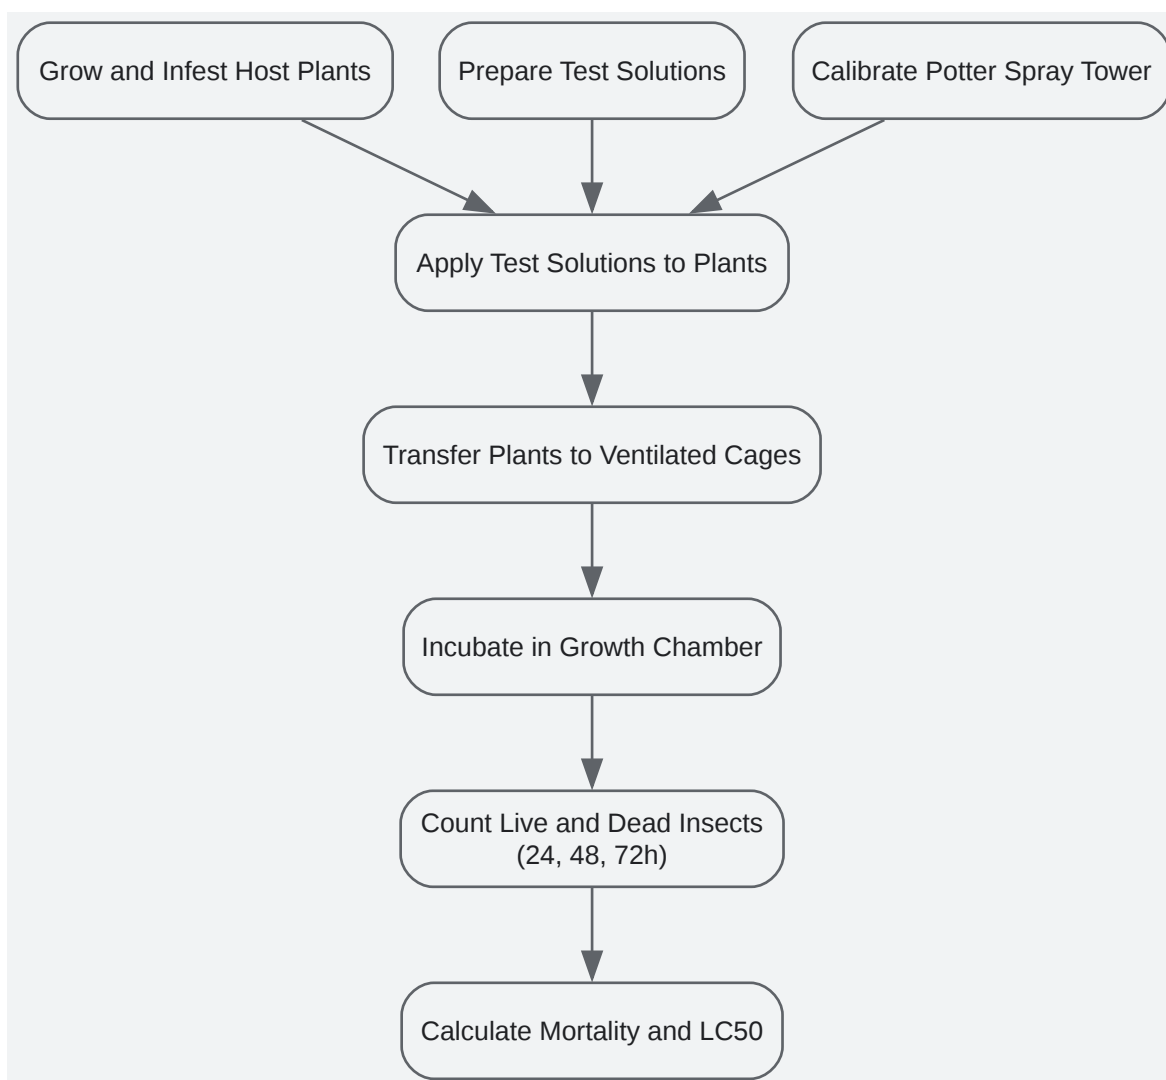 Grow and Infest Host Plants
Prepare Test Solutions
Calibrate Potter Spray Tower
Apply Test Solutions to Plants
Transfer Plants to Ventilated Cages
Incubate in Growth Chamber
Count Live and Dead Insects
(24, 48, 72h)
Calculate Mortality and LC50